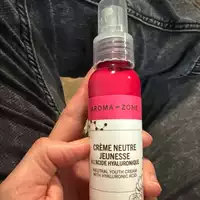 AROMA-ZONE
CRÈME NEUTRE
JEUNESSE
À L'ACIDE HYALURONIQUE
NEUTRAL YOUTH CREAM
WITH HYALURONIC ACID